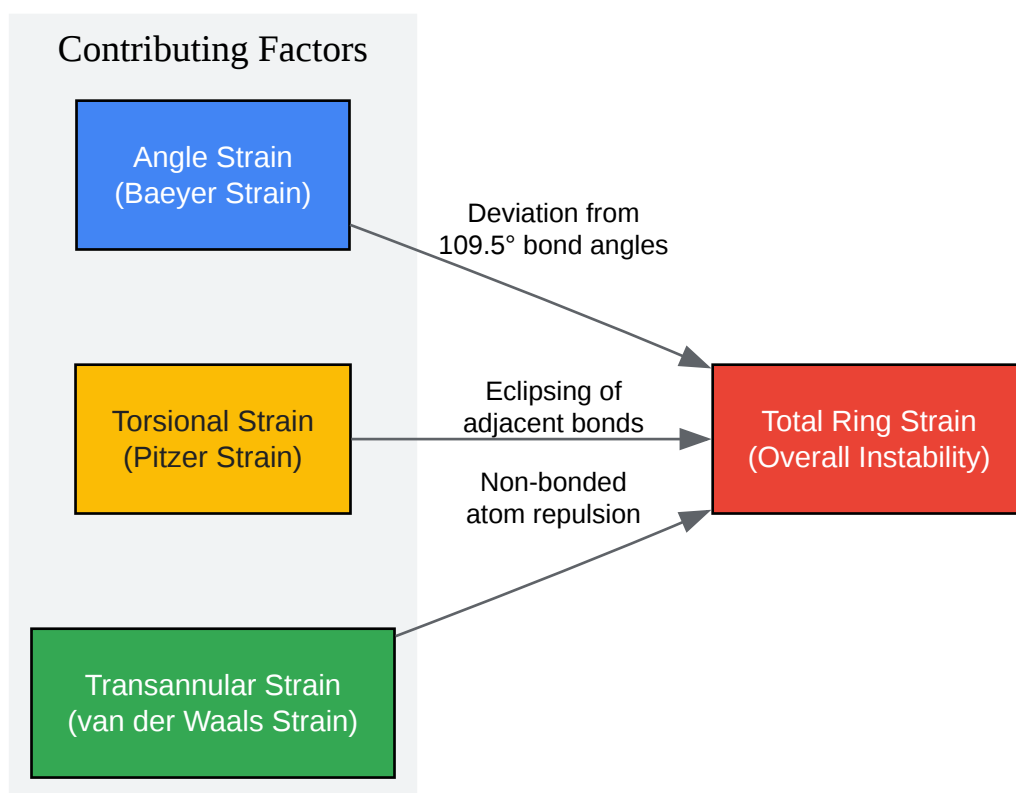 Contributing Factors
Angle Strain
(Baeyer Strain)
Deviation from
109.5° bond angles
Torsional Strain
(Pitzer Strain)
Eclipsing of
adjacent bonds
Total Ring Strain
(Overall Instability)
Non-bonded
atom repulsion
Transannular Strain
(van der Waals Strain)